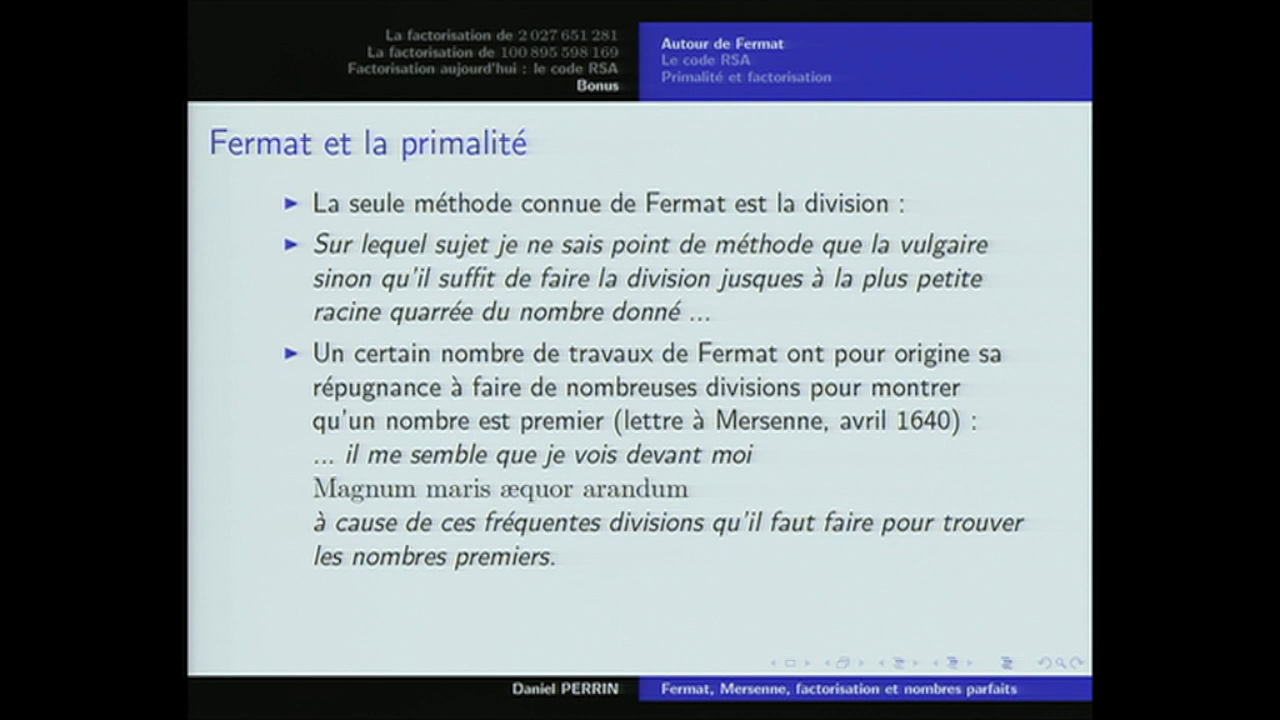 La factorisation de 2 027 651 281
La factorisation de 100 895 598 169
Factorisation aujourd'hui : le code RSA
Bonus
Autour de Fermat
Le code RSA
Primalité et factorisation
Fermat et la primalité
La seule méthode connue de Fermat est la division :
Sur lequel sujet je ne sais point de méthode que la vulgaire
sinon qu'il suffit de faire la division jusques à la plus petite
racine quarrée du nombre donné ...
Un certain nombre de travaux de Fermat ont pour origine sa
répugnance à faire de nombreuses divisions pour montrer
qu'un nombre est premier (lettre à Mersenne, avril 1640) :
... il me semble que je vois devant moi
Magnum maris æquor arandum
à cause de ces fréquentes divisions qu'il faut faire pour trouver
les nombres premiers.
Daniel PERRIN
Fermat, Mersenne, factorisation et nombres parfaits